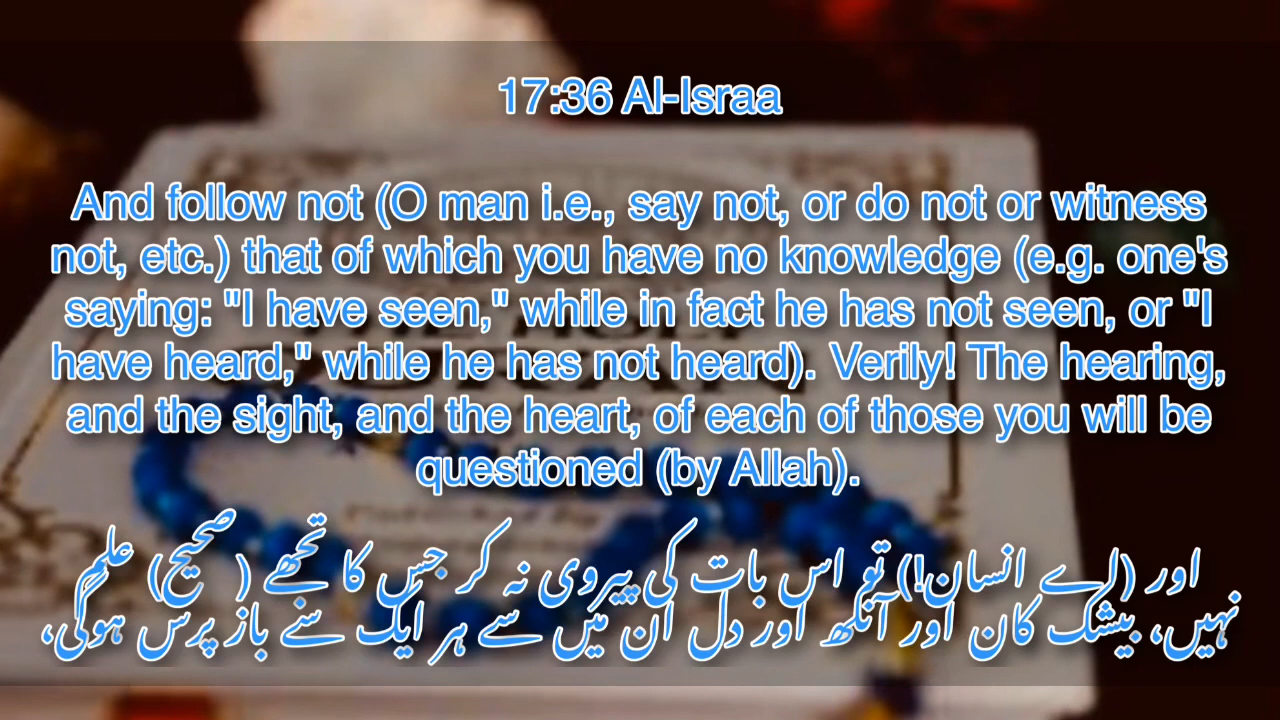 17:36 Al-Israa
And follow not (O man i.e., say not, or do not or witness
not, etc.) that of which you have no knowledge (e.g. one's
saying: "I have seen," while in fact he has not seen, or "I
have heard," while he has not heard). Verily! The hearing,
and the sight, and the heart, of each of those you will be
questioned (by Allah).
اور (اے انسان!) تو اس بات کی پیروی نہ کر جس کا تجھے (صحیح) علم
نہیں، بیشک کان اور آنکھ اور دل ان میں سے ہر ایک سے باز پرس ہوگی،